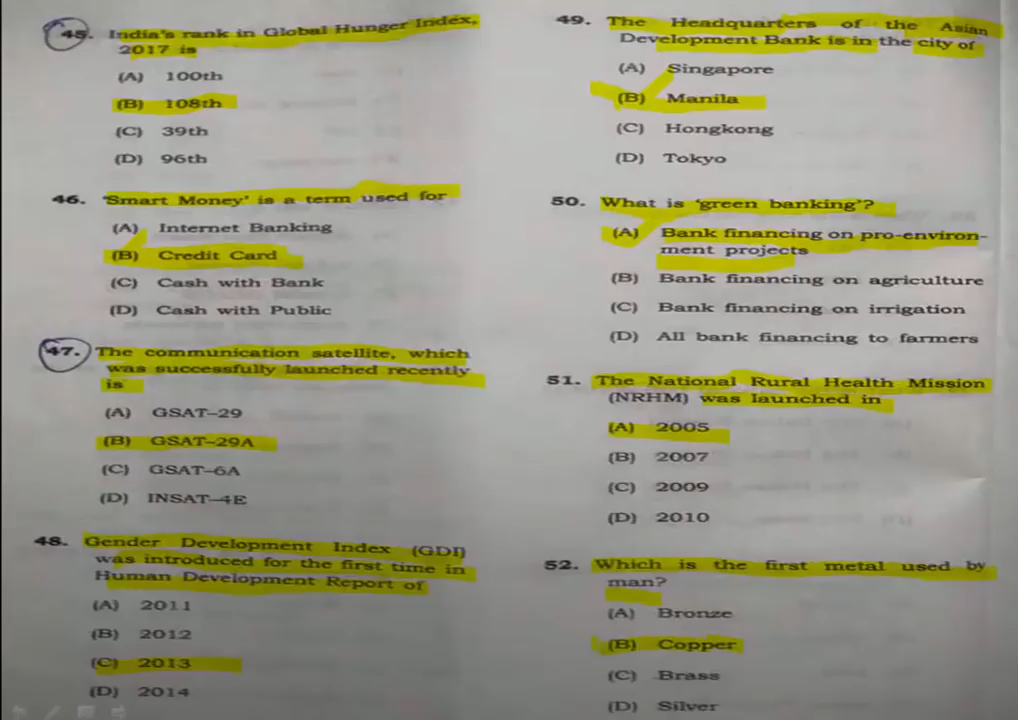 45. India's rank in Global Hunger Index,
2017 is
(A) 100th
(B) 108th
(C) 39th
(D) 96th
46. 'Smart Money' is a term used for
(A) Internet Banking
(B) Credit Card
(C) Cash with Bank
(D) Cash with Public
47. The communication satellite, which
was successfully launched recently
is
(A) GSAT-29
(B) GSAT-29A
(C) GSAT-6A
(D) INSAT-4E
48. Gender Development Index (GDI)
was introduced for the first time in
Human Development Report of
(A) 2011
(B) 2012
(C) 2013
(D) 2014
49. The Headquarters of the Asian
Development Bank is in the city of
(A) Singapore
(B) Manila
(C) Hongkong
(D) Tokyo
50. What is 'green banking'?
(A) Bank financing on pro-environ-
ment projects
(B) Bank financing on agriculture
(C) Bank financing on irrigation
(D) All bank financing to farmers
51. The National Rural Health Mission
(NRHM) was launched in
(A) 2005
(B) 2007
(C) 2009
(D) 2010
52. Which is the first metal used by
man?
(A) Bronze
(B) Copper
(C) Brass
(D) Silver